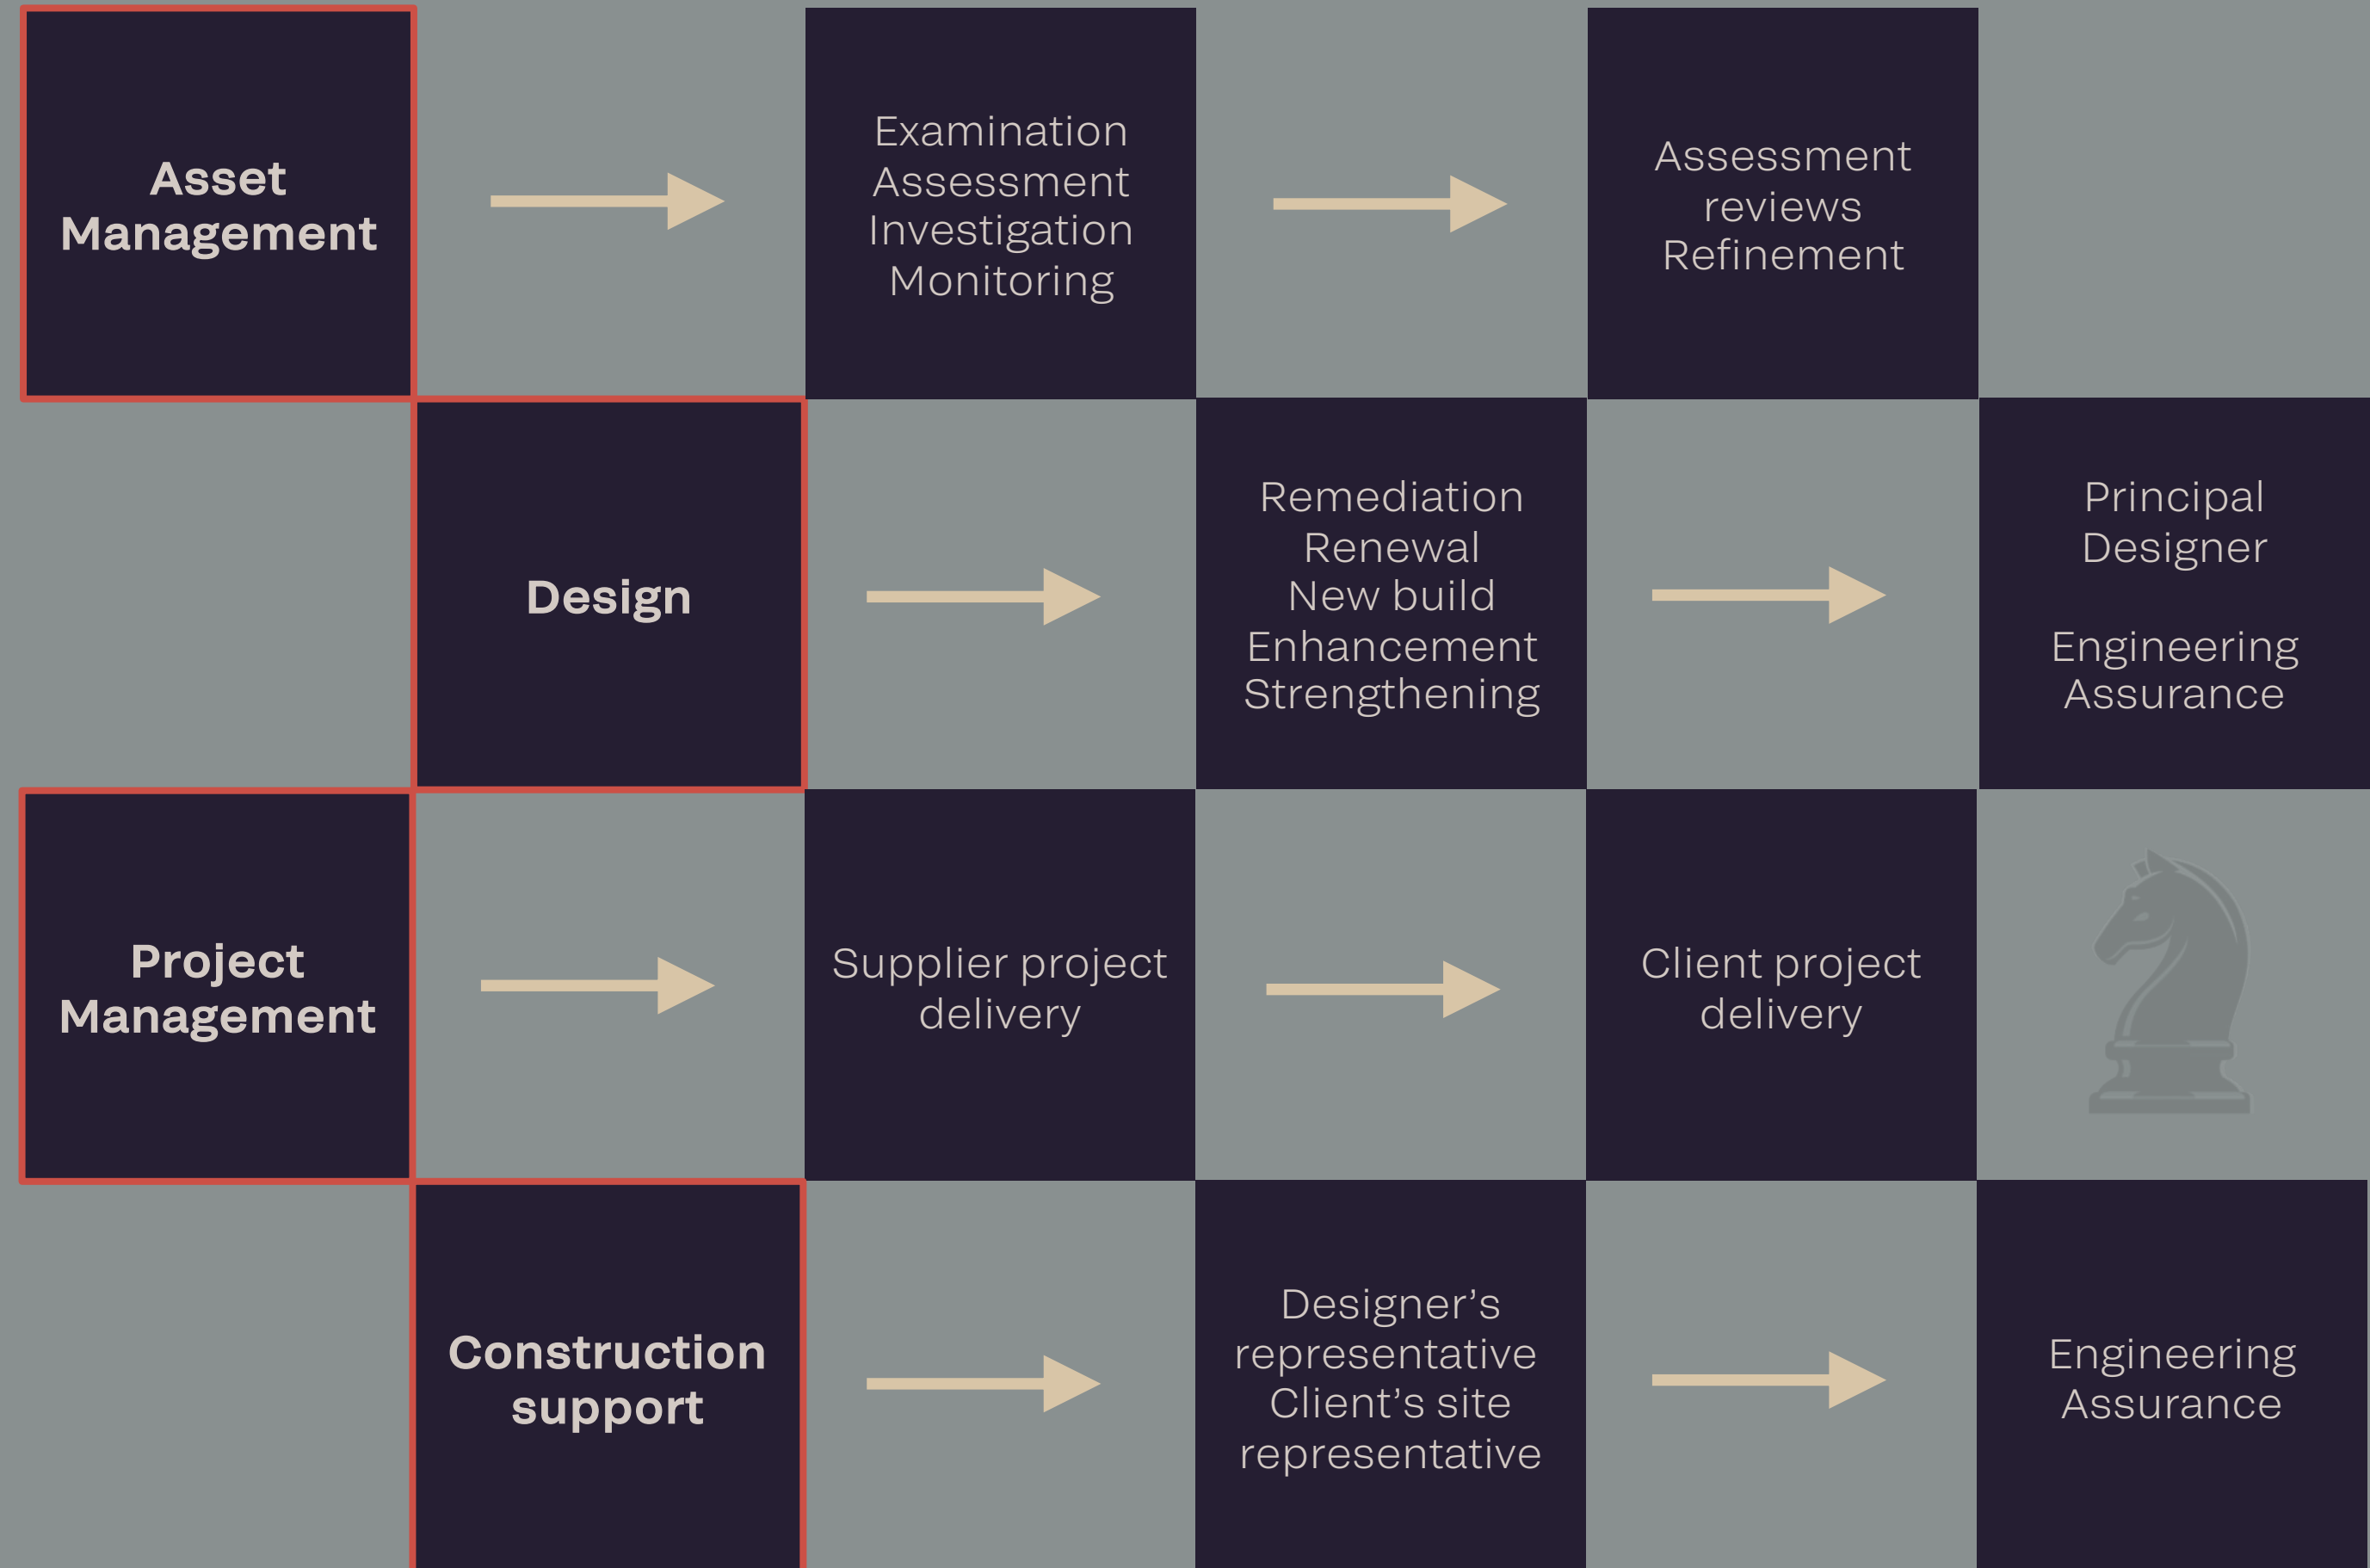 Asset
Management
Examination
Assessment
Investigation
Monitoring
Assessment
reviews
Refinement
Design
Remediation
Renewal
New build
Enhancement
Strengthening
Principal
Designer
Engineering
Assurance
Project
Management
Supplier project
delivery
Client project
delivery
Construction
support
Designer’s
representative
Client’s site
representative
Engineering
Assurance